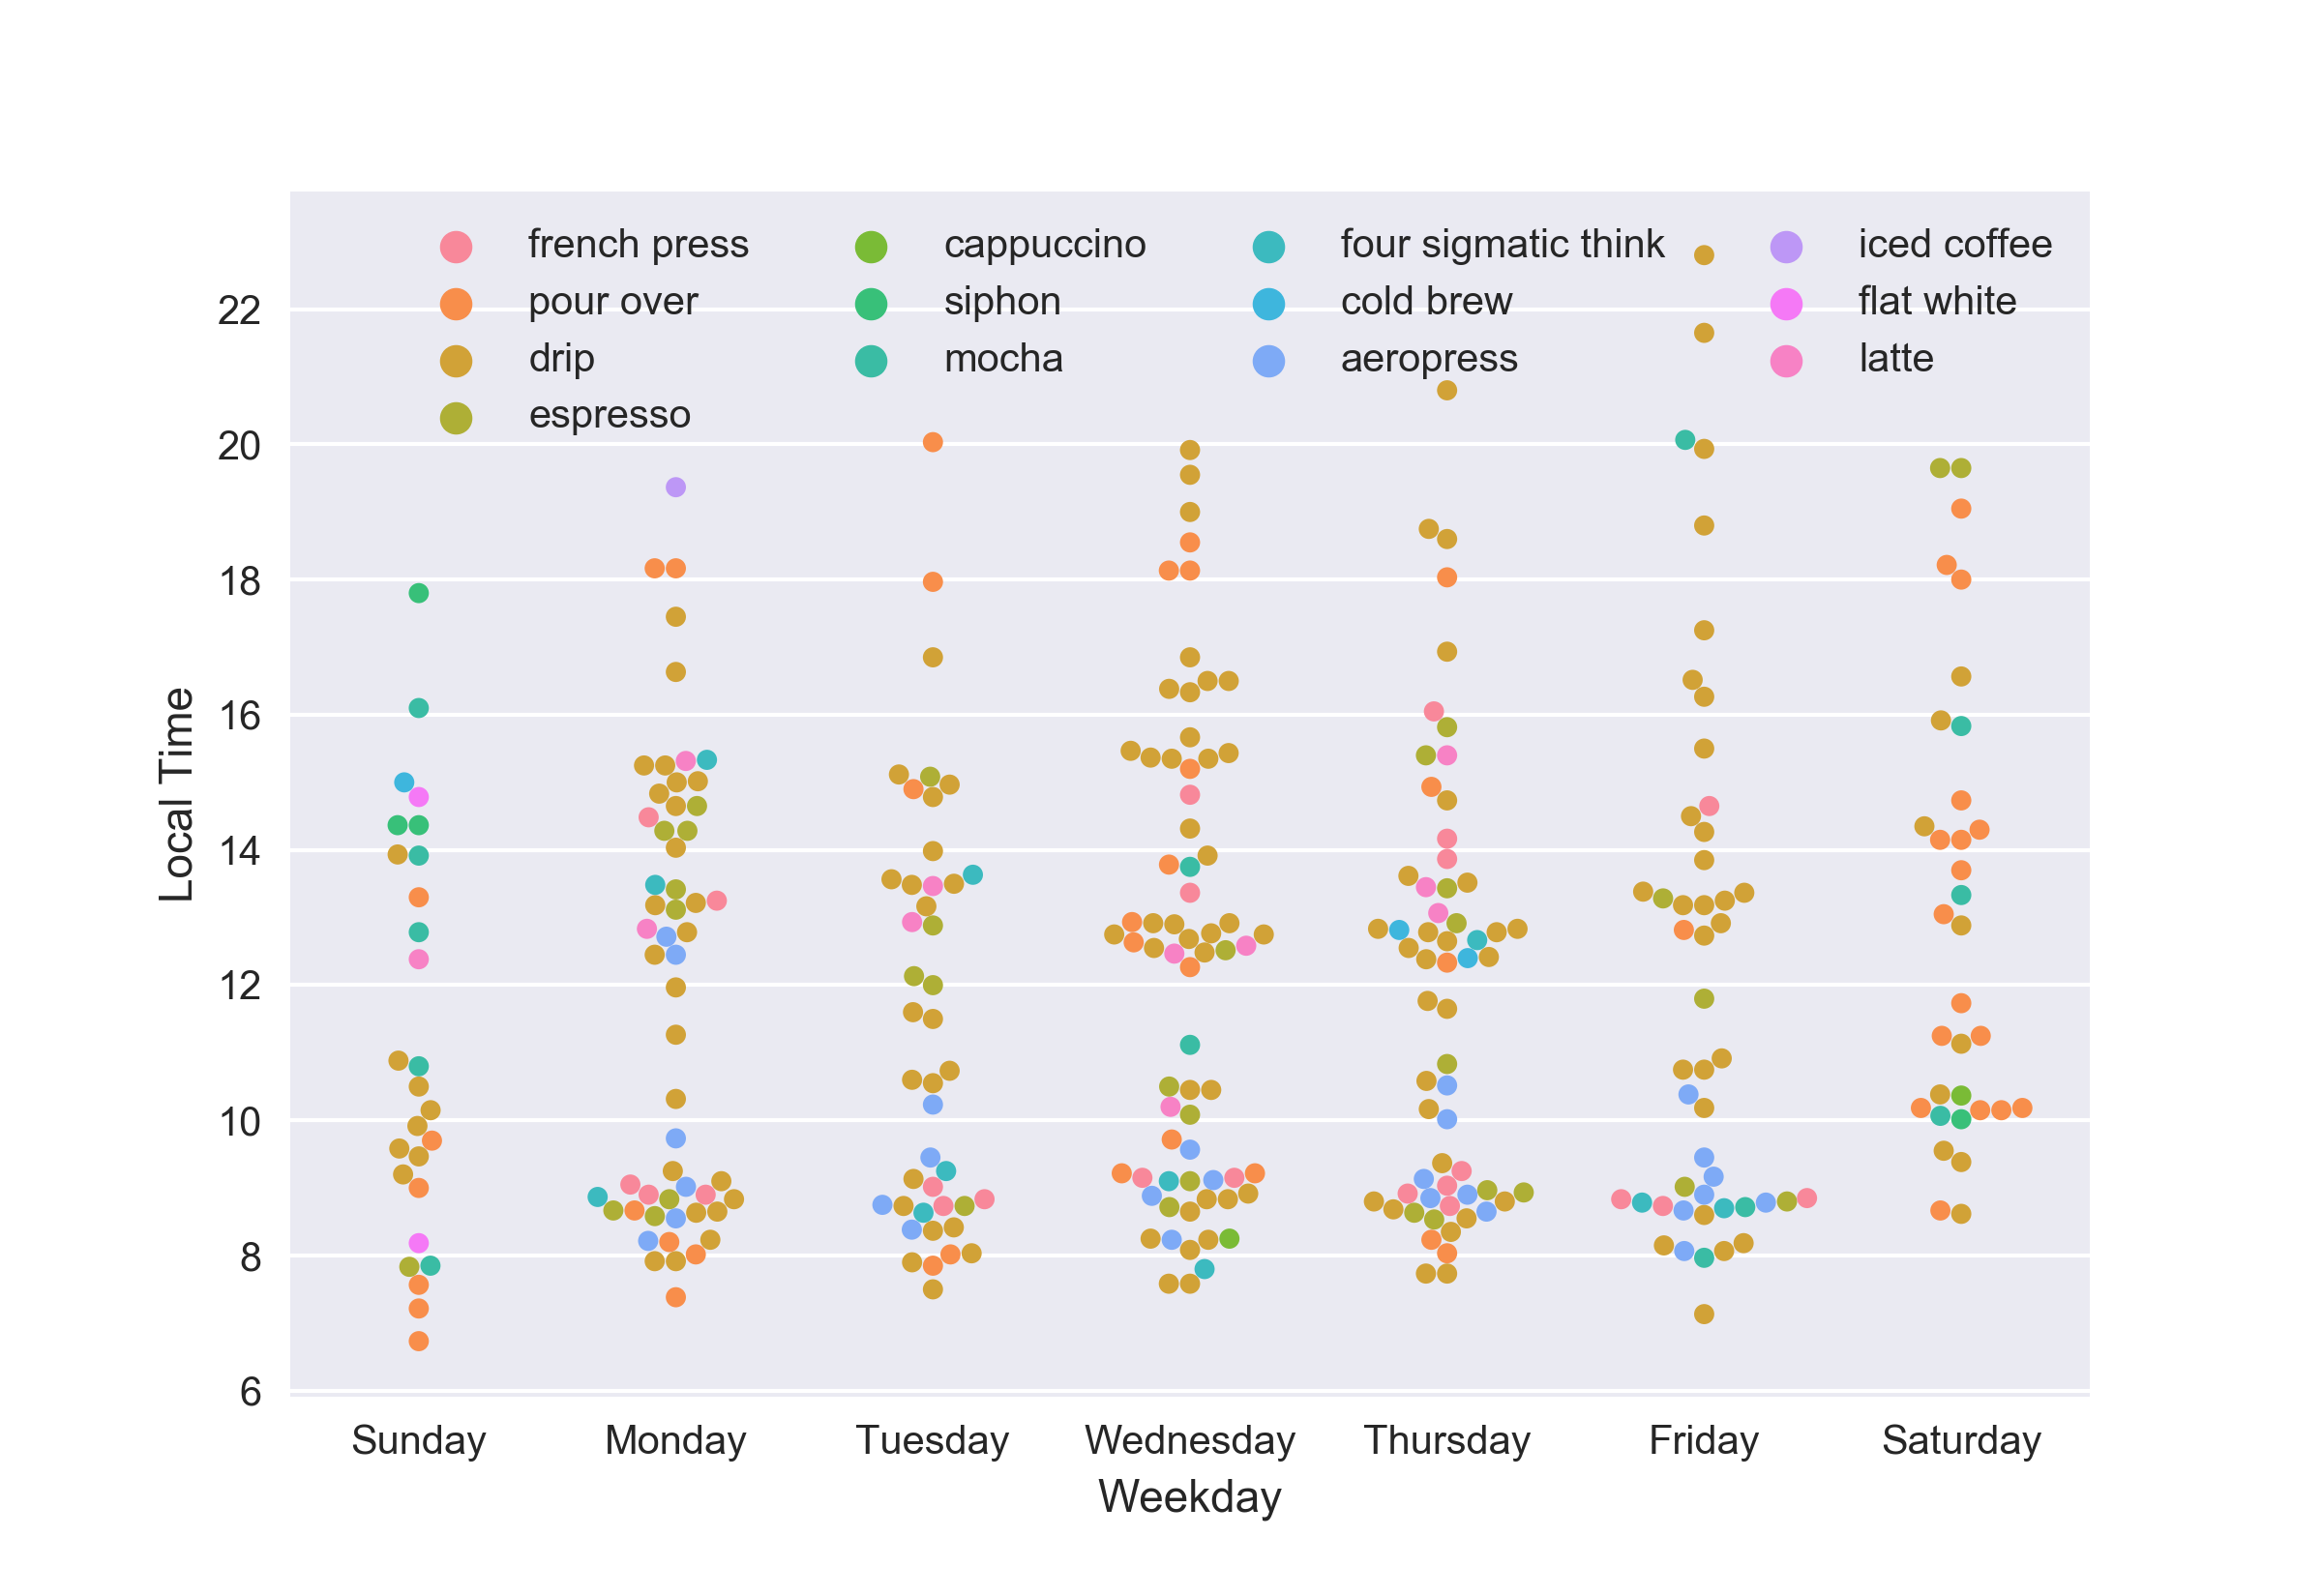 french press
pour over
drip
espresso
cappuccino
siphon
mocha
four sigmatic think
cold brew
aeropress
iced coffee
flat white
latte
22
20
18
16
14
12
10
8
6
Local Time
Sunday Monday Tuesday Wednesday Thursday Friday Saturday
Weekday